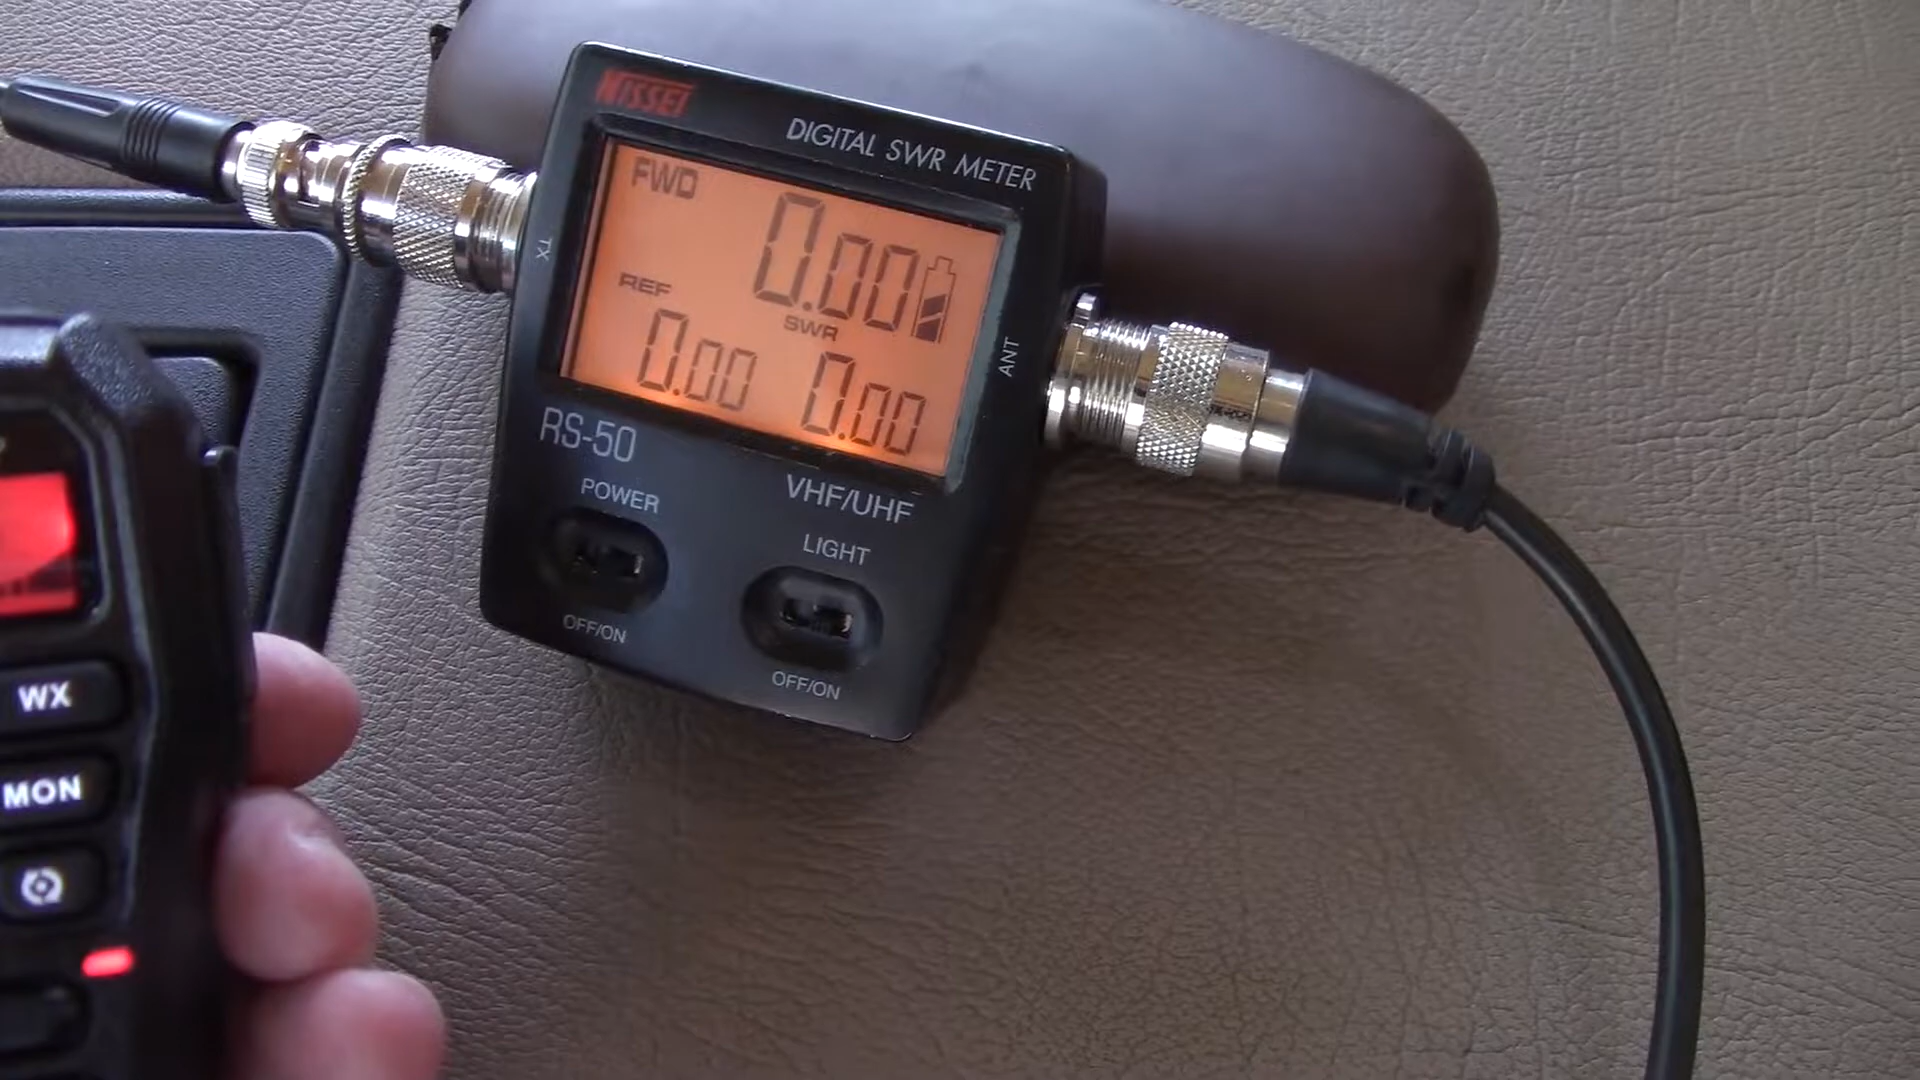 NISSEI
DIGITAL SWR METER
FWD
0.00
REF
SWR
0.00 0.00
TX
ANT
RS-50
VHF/UHF
POWER
LIGHT
OFF/ON
OFF/ON
WX
MON